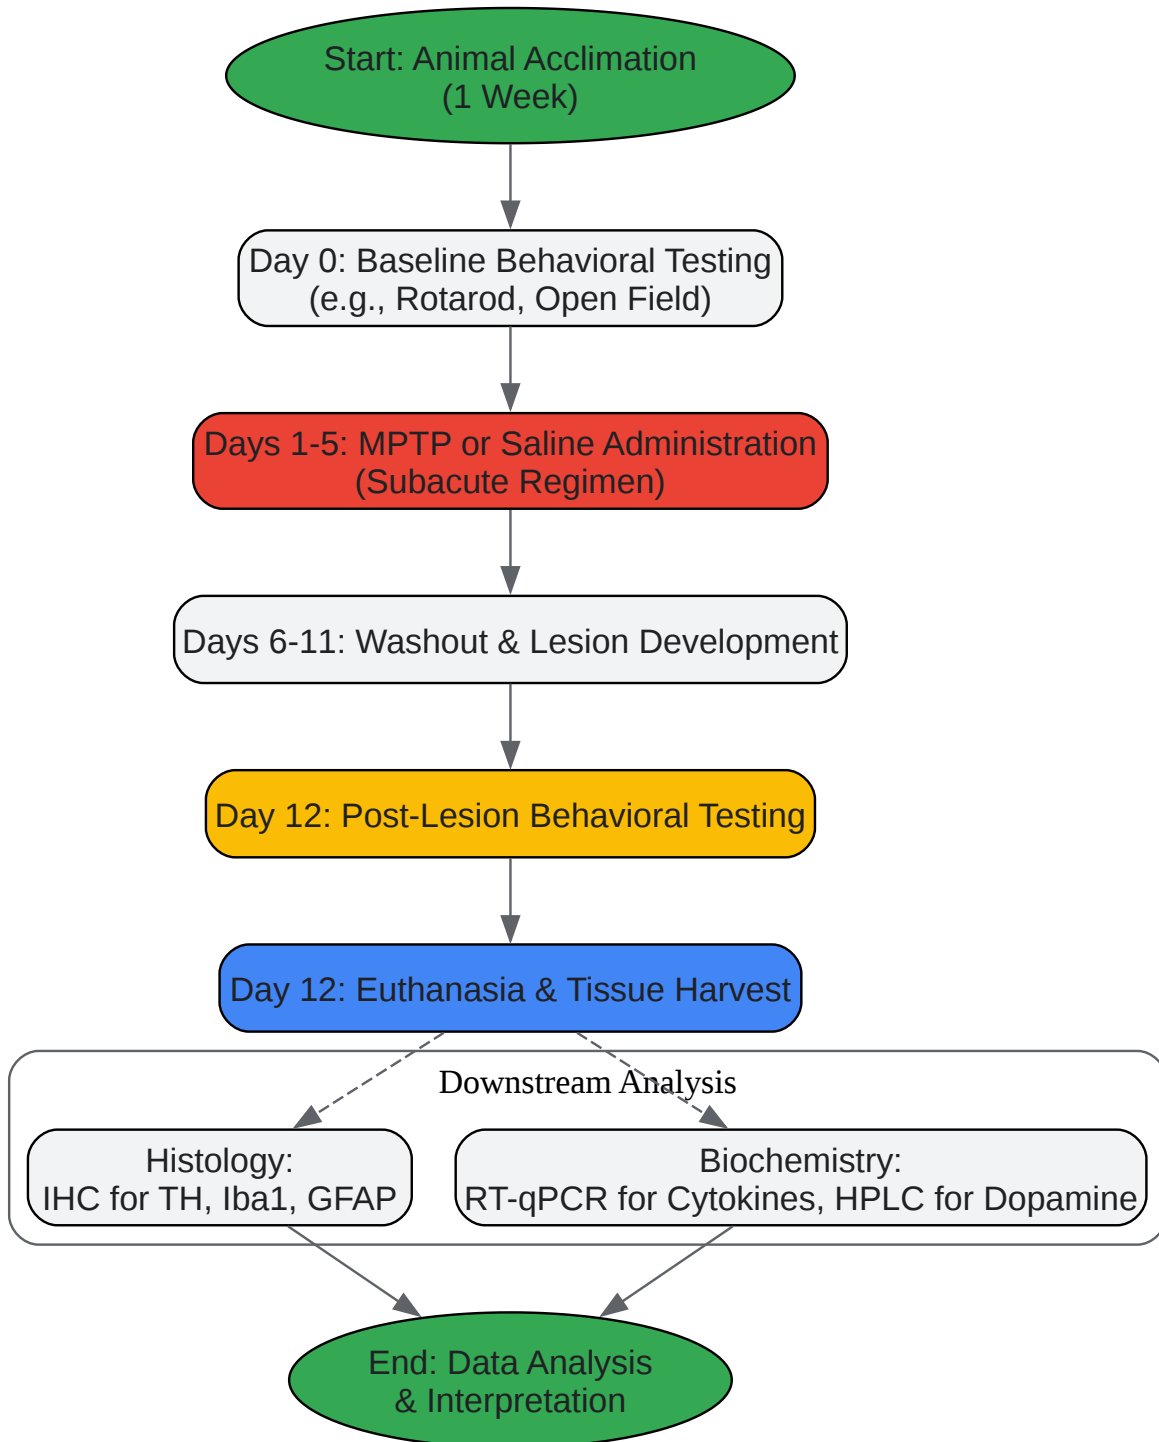 Start: Animal Acclimation
(1 Week)
Day 0: Baseline Behavioral Testing
(e.g., Rotarod, Open Field)
Days 1-5: MPTP or Saline Administration
(Subacute Regimen)
Days 6-11: Washout & Lesion Development
Day 12: Post-Lesion Behavioral Testing
Day 12: Euthanasia & Tissue Harvest
Downstream Analysis
Histology:
IHC for TH, Iba1, GFAP
Biochemistry:
RT-qPCR for Cytokines, HPLC for Dopamine
End: Data Analysis
& Interpretation